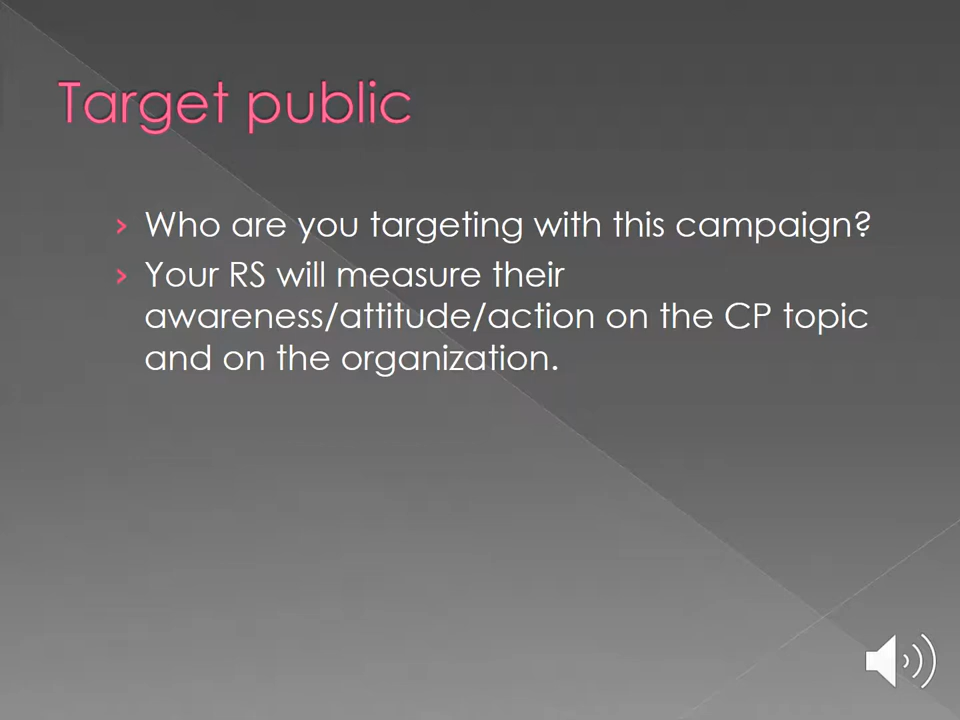 Target public
› Who are you targeting with this campaign?
› Your RS will measure their
awareness/attitude/action on the CP topic
and on the organization.